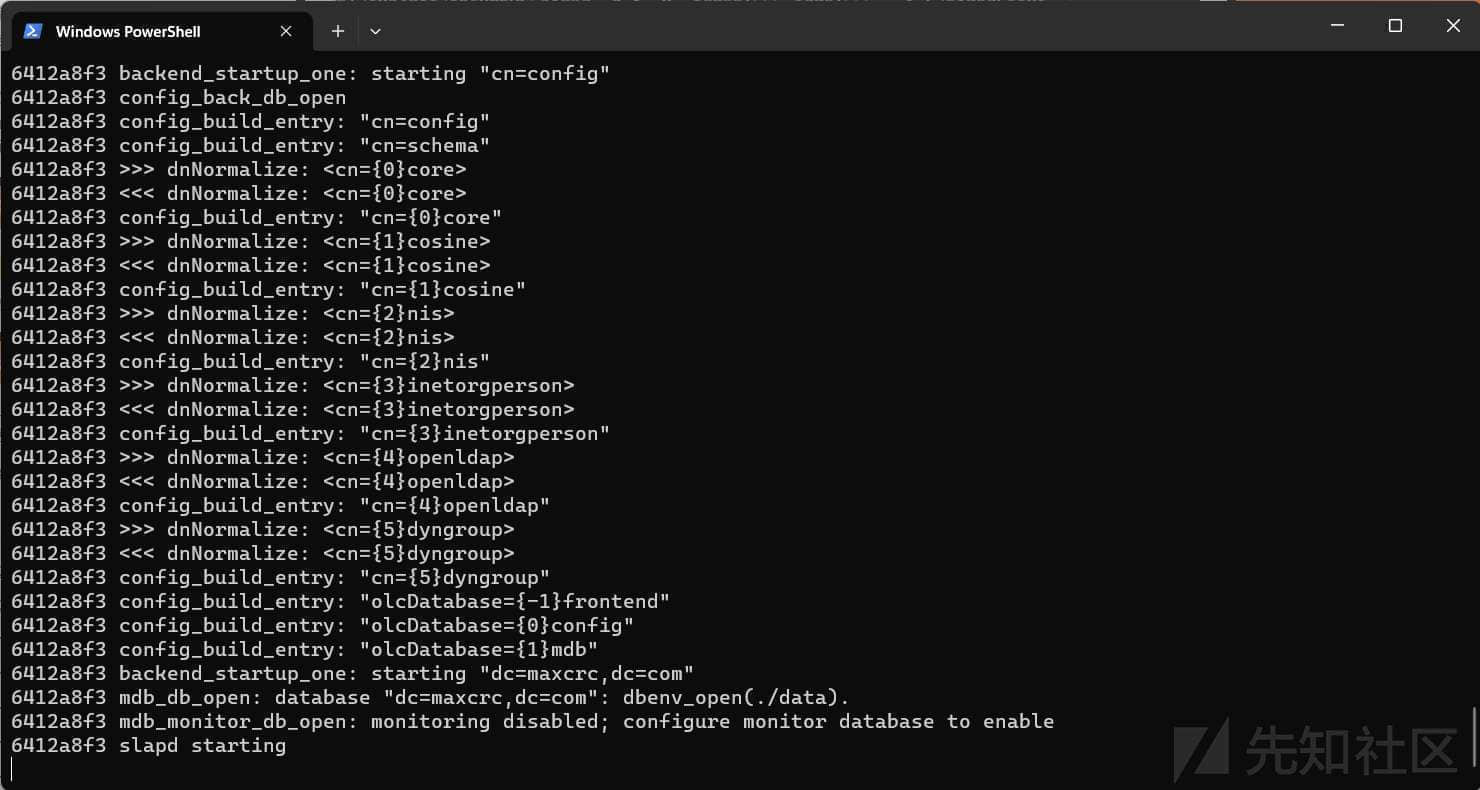 Windows PowerShell
6412a8f3 backend_startup_one: starting "cn=config"
6412a8f3 config_back_db_open
6412a8f3 config_build_entry: "cn=config"
6412a8f3 config_build_entry: "cn=schema"
6412a8f3 >>> dnNormalize: <cn={0}core>
6412a8f3 <<< dnNormalize: <cn={0}core>
6412a8f3 config_build_entry: "cn={0}core"
6412a8f3 >>> dnNormalize: <cn={1}cosine>
6412a8f3 <<< dnNormalize: <cn={1}cosine>
6412a8f3 config_build_entry: "cn={1}cosine"
6412a8f3 >>> dnNormalize: <cn={2}nis>
6412a8f3 <<< dnNormalize: <cn={2}nis>
6412a8f3 config_build_entry: "cn={2}nis"
6412a8f3 >>> dnNormalize: <cn={3}inetorgperson>
6412a8f3 <<< dnNormalize: <cn={3}inetorgperson>
6412a8f3 config_build_entry: "cn={3}inetorgperson"
6412a8f3 >>> dnNormalize: <cn={4}openldap>
6412a8f3 <<< dnNormalize: <cn={4}openldap>
6412a8f3 config_build_entry: "cn={4}openldap"
6412a8f3 >>> dnNormalize: <cn={5}dyngroup>
6412a8f3 <<< dnNormalize: <cn={5}dyngroup>
6412a8f3 config_build_entry: "cn={5}dyngroup"
6412a8f3 config_build_entry: "olcDatabase={-1}frontend"
6412a8f3 config_build_entry: "olcDatabase={0}config"
6412a8f3 config_build_entry: "olcDatabase={1}mdb"
6412a8f3 backend_startup_one: starting "dc=maxcrc,dc=com"
6412a8f3 mdb_db_open: database "dc=maxcrc,dc=com": dbenv_open(./data).
6412a8f3 mdb_monitor_db_open: monitoring disabled; configure monitor database to enable
6412a8f3 slapd starting
先知社区